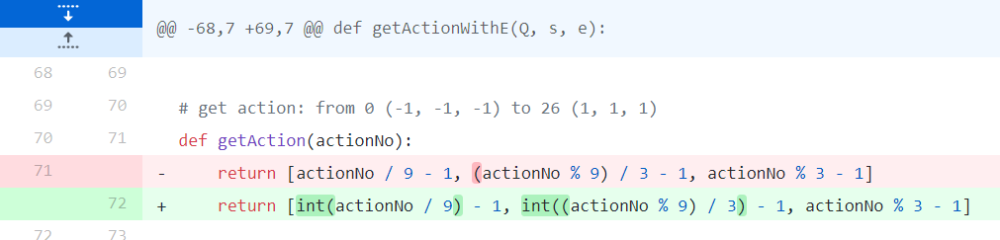 @@ -68,7 +69,7 @@ def getActionWithE(Q, s, e):
68 69
69 70 # get action: from 0 (-1, -1, -1) to 26 (1, 1, 1)
70 71 def getAction(actionNo):
71 - return [actionNo / 9 - 1, (actionNo % 9) / 3 - 1, actionNo % 3 - 1]
72 + return [int(actionNo / 9) - 1, int((actionNo % 9) / 3) - 1, actionNo % 3 - 1]
72 73